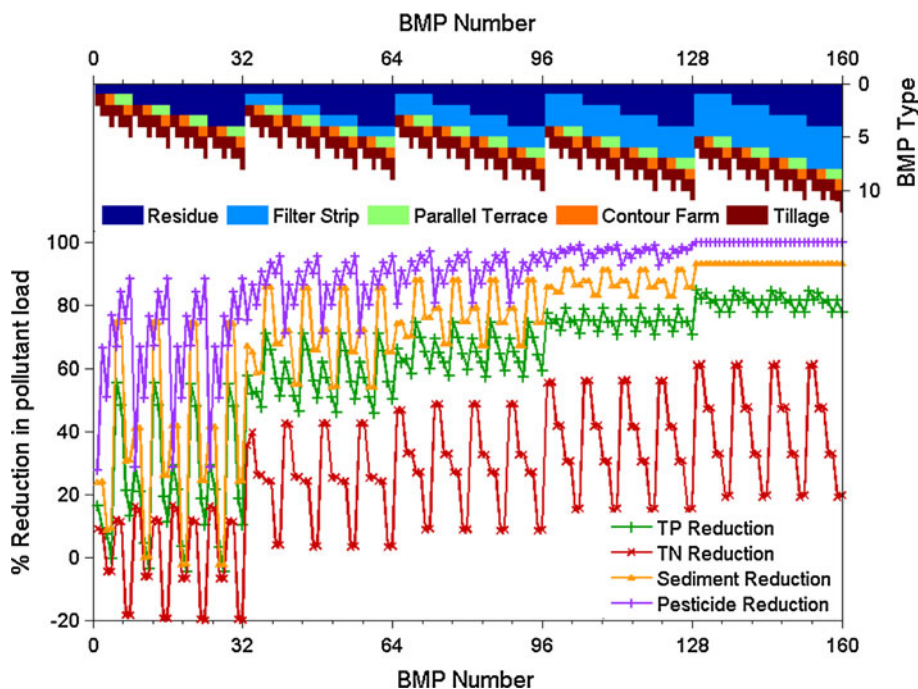 BMP Number
0 32 64 96 128 160
0
5
10
BMP Type
Residue Filter Strip Parallel Terrace Contour Farm Tillage
% Reduction in pollutant load
100
80
60
40
20
0
-20
TP Reduction
TN Reduction
Sediment Reduction
Pesticide Reduction
0 32 64 96 128 160
BMP Number